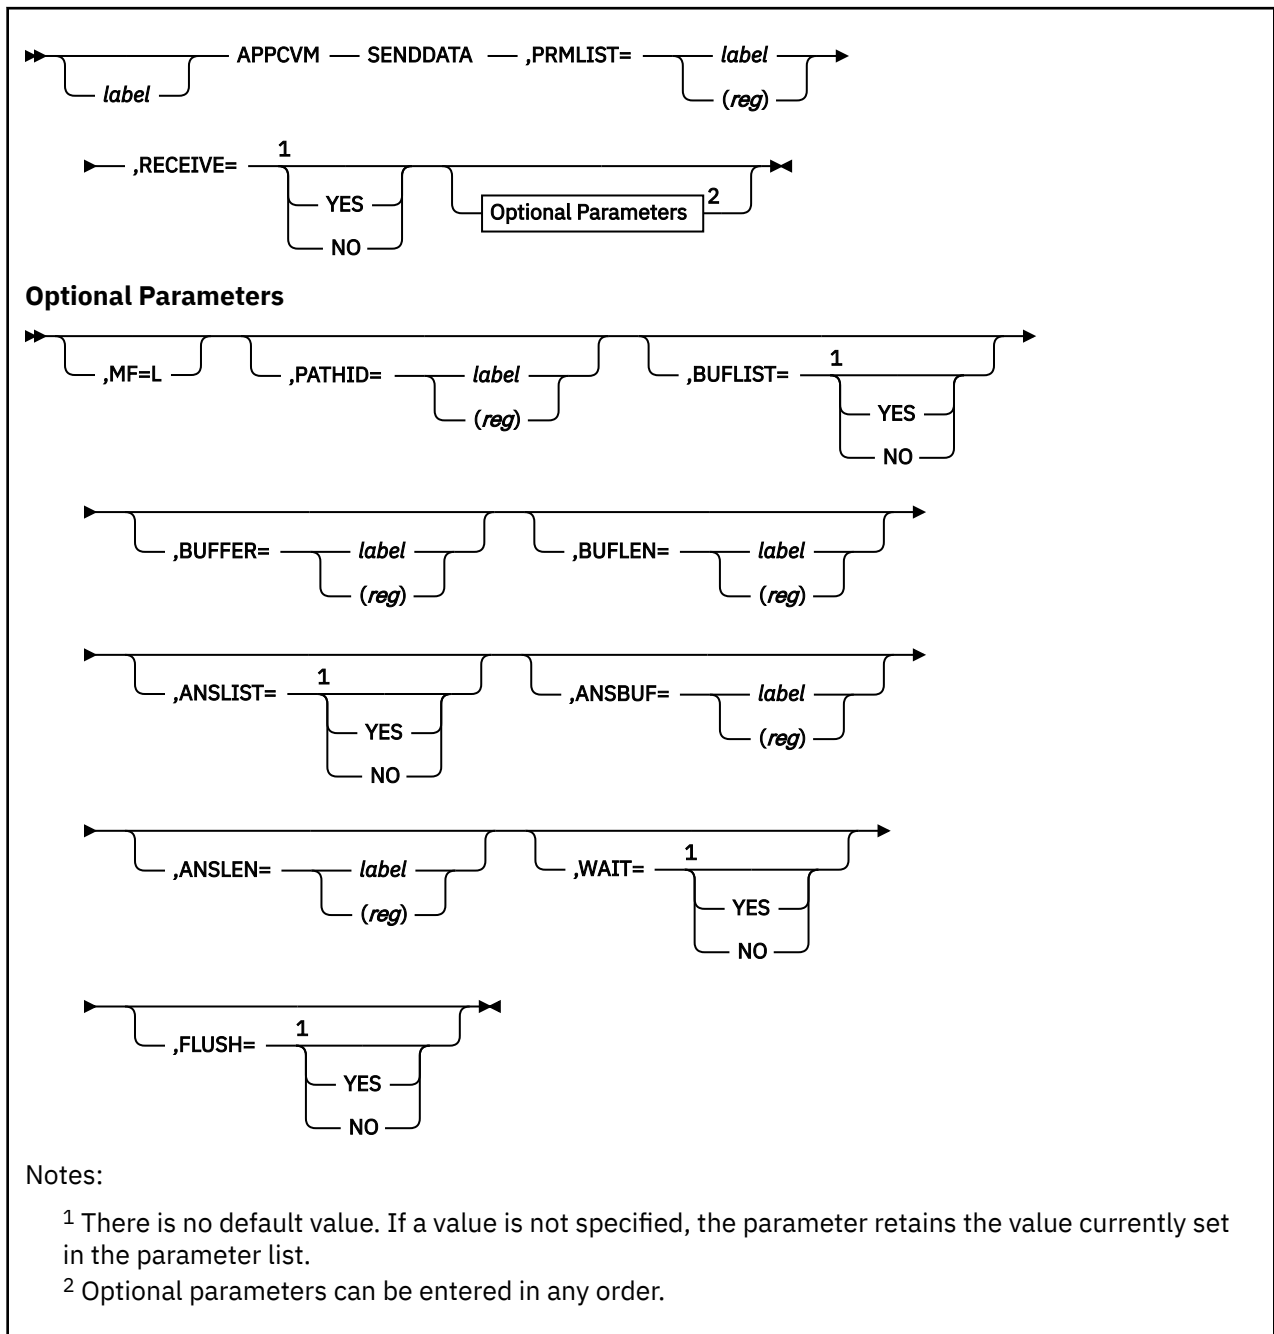 label APPCVM SENDDATA ,PRMLIST= label
(reg)
,RECEIVE= 1
YES
NO
Optional Parameters 2
Optional Parameters
,MF=L ,PATHID= label
(reg)
,BUFLIST= 1
YES
NO
,BUFFER= label
(reg)
,BUFLEN= label
(reg)
,ANSLIST= 1
YES
NO
,ANSBUF= label
(reg)
,ANSLEN= label
(reg)
,WAIT= 1
YES
NO
,FLUSH= 1
YES
NO
Notes:
1 There is no default value. If a value is not specified, the parameter retains the value currently set
in the parameter list.
2 Optional parameters can be entered in any order.